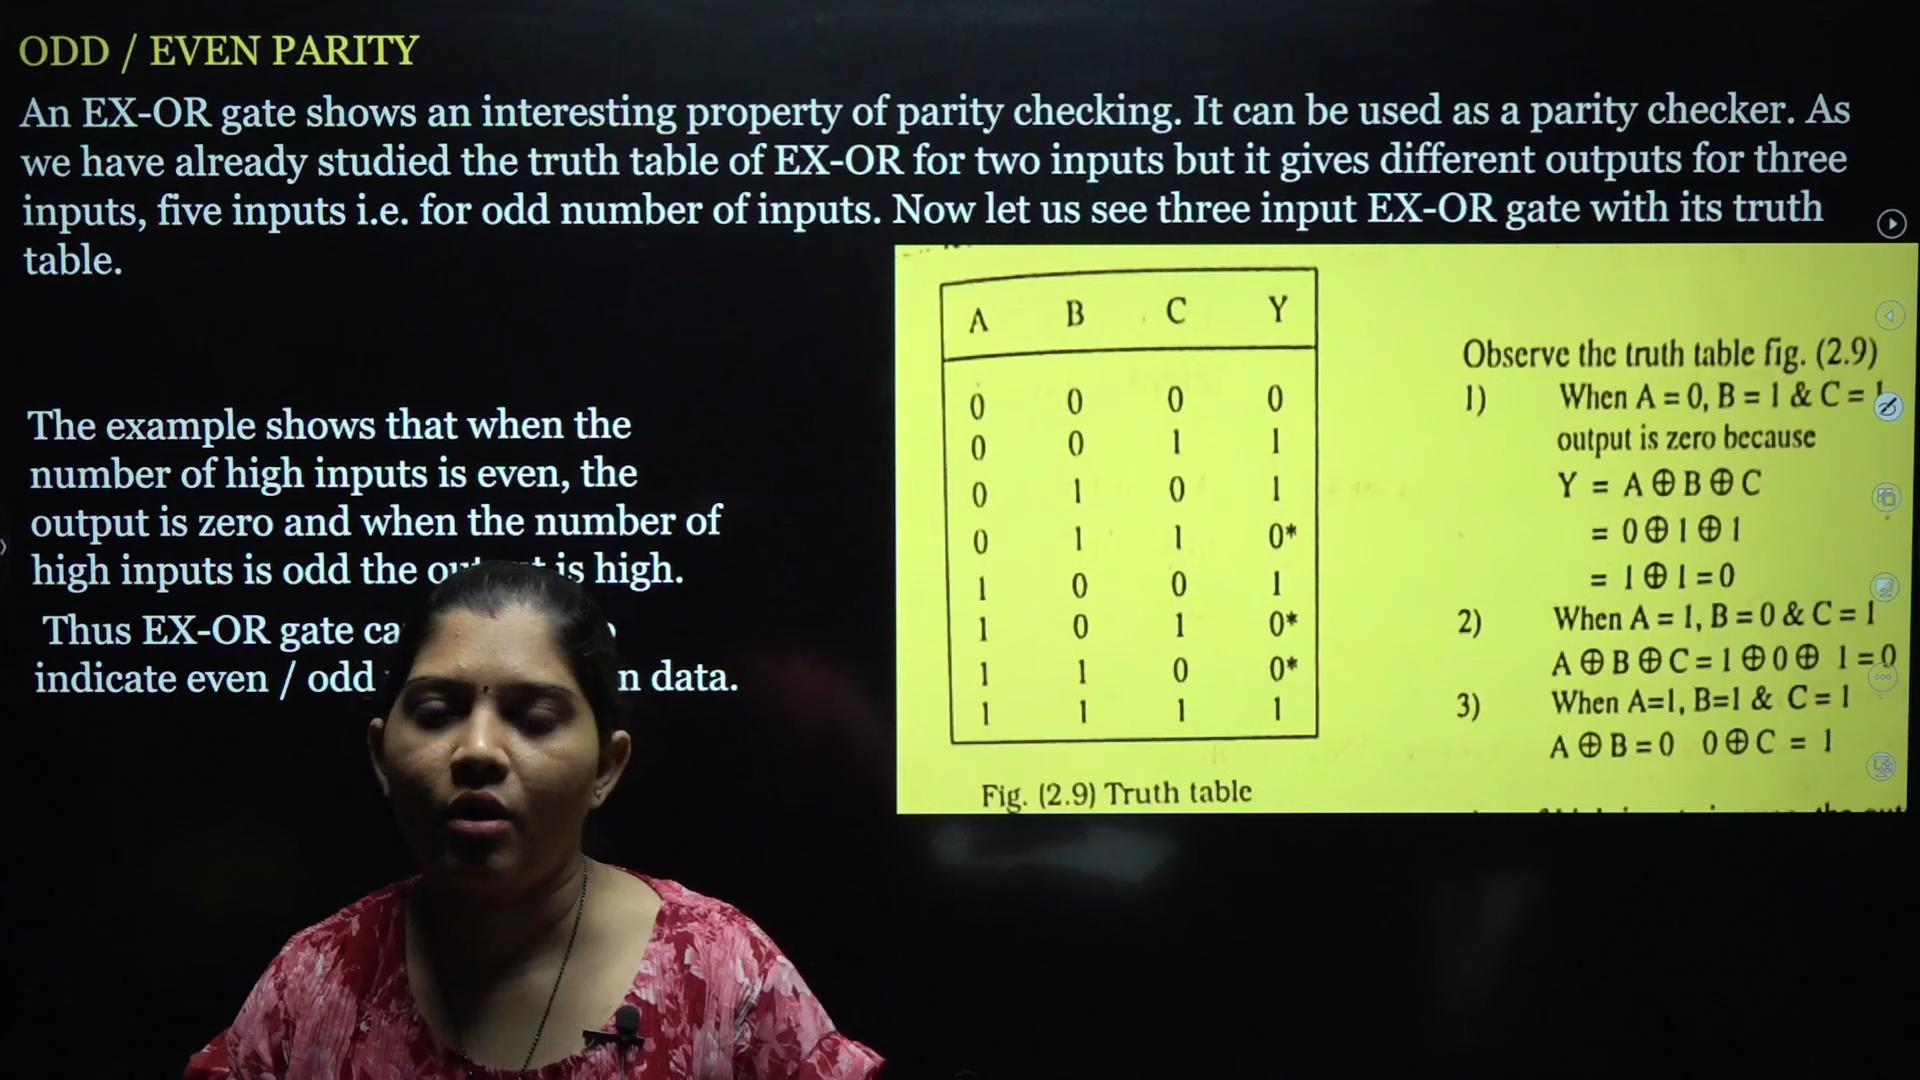 ODD / EVEN PARITY
An EX-OR gate shows an interesting property of parity checking. It can be used as a parity checker. As
we have already studied the truth table of EX-OR for two inputs but it gives different outputs for three
inputs, five inputs i.e. for odd number of inputs. Now let us see three input EX-OR gate with its truth
table.
The example shows that when the
number of high inputs is even, the
output is zero and when the number of
high inputs is odd the is high.
Thus EX-OR gate
indicate even / odd data.
A B C Y
0 0 0 0
0 0 1 1
0 1 0 1
0 1 1 0*
1 0 0 1
1 0 1 0*
1 1 0 0*
1 1 1 1
Fig. (2.9) Truth table
Observe the truth table fig. (2.9)
1) When A = 0, B = 1 & C = 1
output is zero because
Y = A ⊕ B ⊕ C
= 0 ⊕ 1 ⊕ 1
= 1 ⊕ 1 = 0
2) When A = 1, B = 0 & C = 1
A ⊕ B ⊕ C = 1 ⊕ 0 ⊕ 1 = 0
3) When A=1, B=1 & C = 1
A ⊕ B = 0 0 ⊕ C = 1